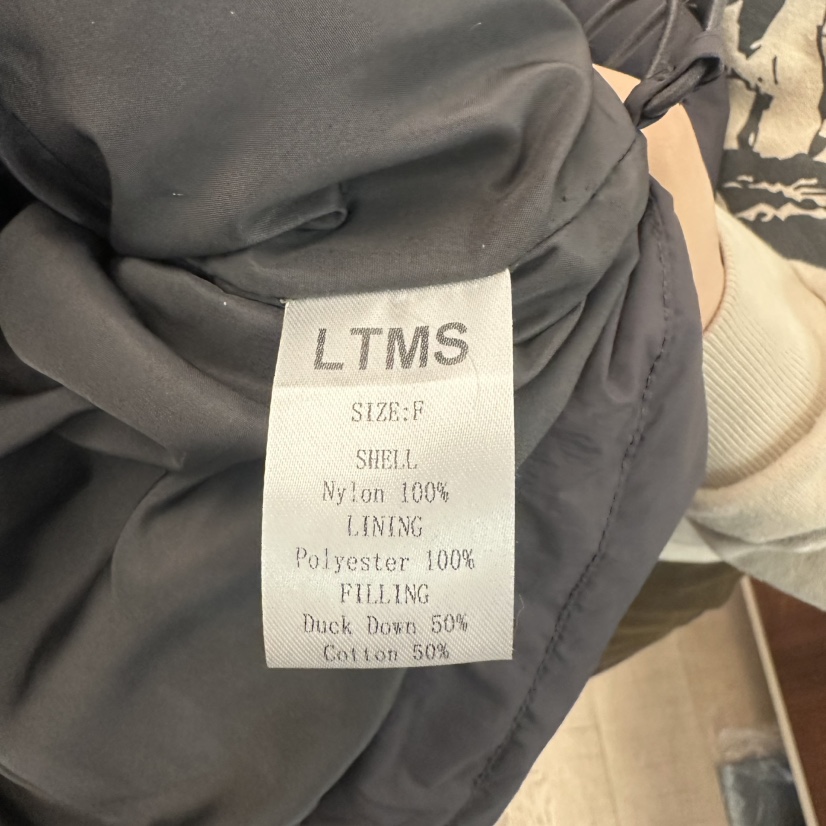 LTMS
SIZE:F
SHELL
Nylon 100%
LINING
Polyester 100%
FILLING
Duck Down 50%
Cotton 50%